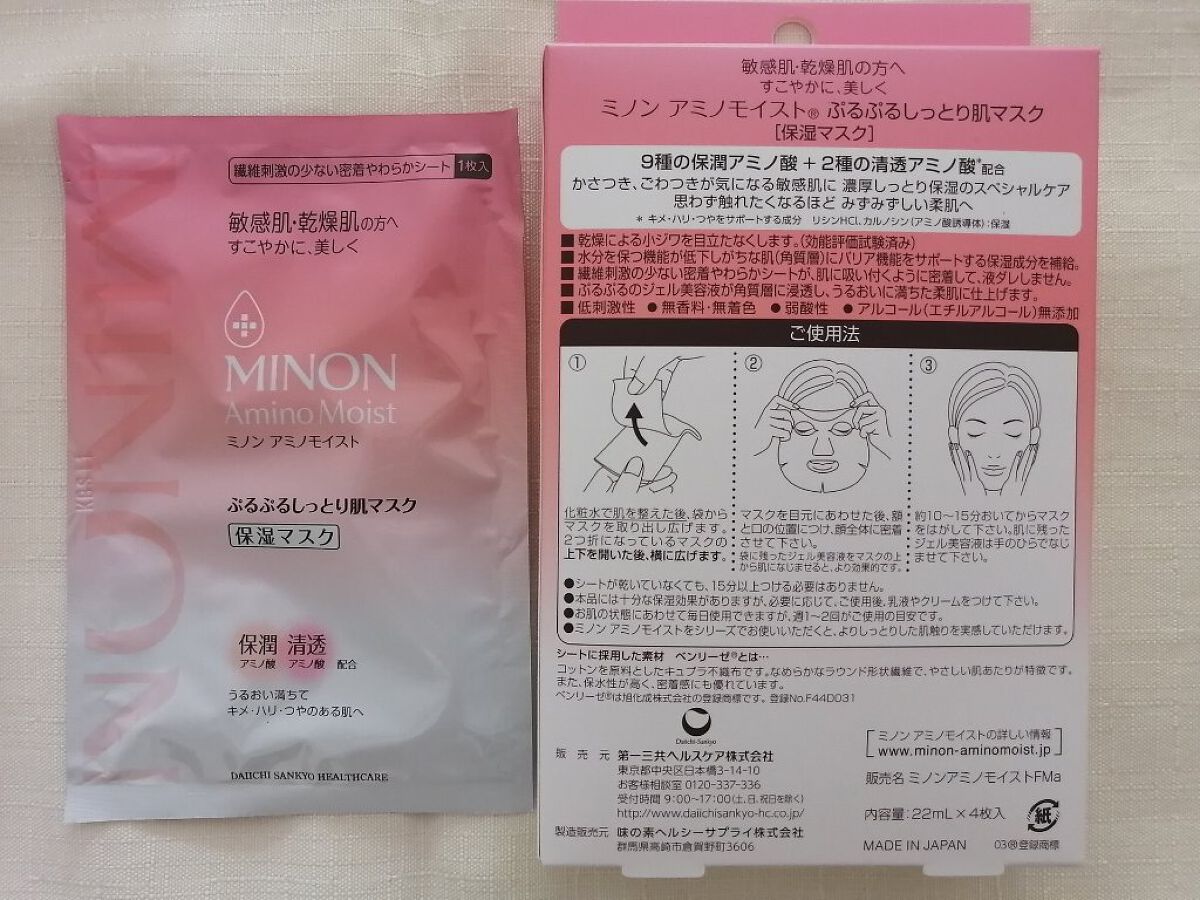 繊維刺激の少ない密着やわらかシート 1枚入
敏感肌・乾燥肌の方へ
すこやかに、美しく
MINON
Amino Moist
ミノン アミノモイスト
ぷるぷるしっとり肌マスク
保湿マスク
保潤 清透
アミノ酸 アミノ酸 配合
うるおい満ちて
キメ・ハリ・つやのある肌へ
DAIICHI SANKYO HEALTHCARE
MINON
K8S11
敏感肌・乾燥肌の方へ
すこやかに、美しく
ミノン アミノモイスト® ぷるぷるしっとり肌マスク
[保湿マスク]
9種の保潤アミノ酸+2種の清透アミノ酸*配合
かさつき、ごわつきが気になる敏感肌に 濃厚しっとり保湿のスペシャルケア
思わず触れたくなるほど みずみずしい柔肌へ
* キメ・ハリ・つやをサポートする成分 リシンHCl、カルノシン(アミノ酸誘導体):保湿
■ 乾燥による小ジワを目立たなくします。(効能評価試験済み)
■ 水分を保つ機能が低下しがちな肌(角質層)にバリア機能をサポートする保湿成分を補給。
■ 繊維刺激の少ない密着やわらかシートが、肌に吸い付くように密着して、液ダレしません。
■ ぷるぷるのジェル美容液が角質層に浸透し、うるおいに満ちた柔肌に仕上げます。
■ 低刺激性 ● 無香料・無着色 ● 弱酸性 ● アルコール(エチルアルコール)無添加
ご使用法
①
化粧水で肌を整えた後、袋から
マスクを取り出し広げます。
2つ折になっているマスクの
上下を開いた後、横に広げます。
②
マスクを目元にあわせた後、額
と口の位置につけ、顔全体に密着
させて下さい。
袋に残ったジェル美容液をマスクの上
から肌になじませると、より効果的です。
③
約10〜15分おいてからマスク
をはがして下さい。肌に残った
ジェル美容液は手のひらでなじ
ませて下さい。
●シートが乾いていなくても、15分以上つける必要はありません。
●本品には十分な保湿効果がありますが、必要に応じて、ご使用後、乳液やクリームをつけて下さい。
●お肌の状態にあわせて毎日使用できますが、週1〜2回がご使用の目安です。
●ミノン アミノモイストをシリーズでお使いいただくと、よりしっとりした肌触りを実感していただけます。
シートに採用した素材 ベンリーゼ®とは…
コットンを原料としたキュプラ不織布です。なめらかなラウンド形状繊維で、やさしい肌あたりが特徴です。
また、保水性が高く、密着感にも優れています。
ベンリーゼ®は旭化成株式会社の登録商標です。登録No.F44D031
Daiichi-Sankyo
販売元 第一三共ヘルスケア株式会社
東京都中央区日本橋3-14-10
お客様相談室 0120-337-336
受付時間 9:00〜17:00(土、日、祝日を除く)
http://www.daiichisankyo-hc.co.jp/
製造販売元 味の素ヘルシーサプライ株式会社
群馬県高崎市倉賀野町3606
[ミノン アミノモイストの詳しい情報
www.minon-aminomoist.jp]
販売名 ミノンアミノモイストFMa
内容量:22mL×4枚入
紙
MADE IN JAPAN
03®登録商標